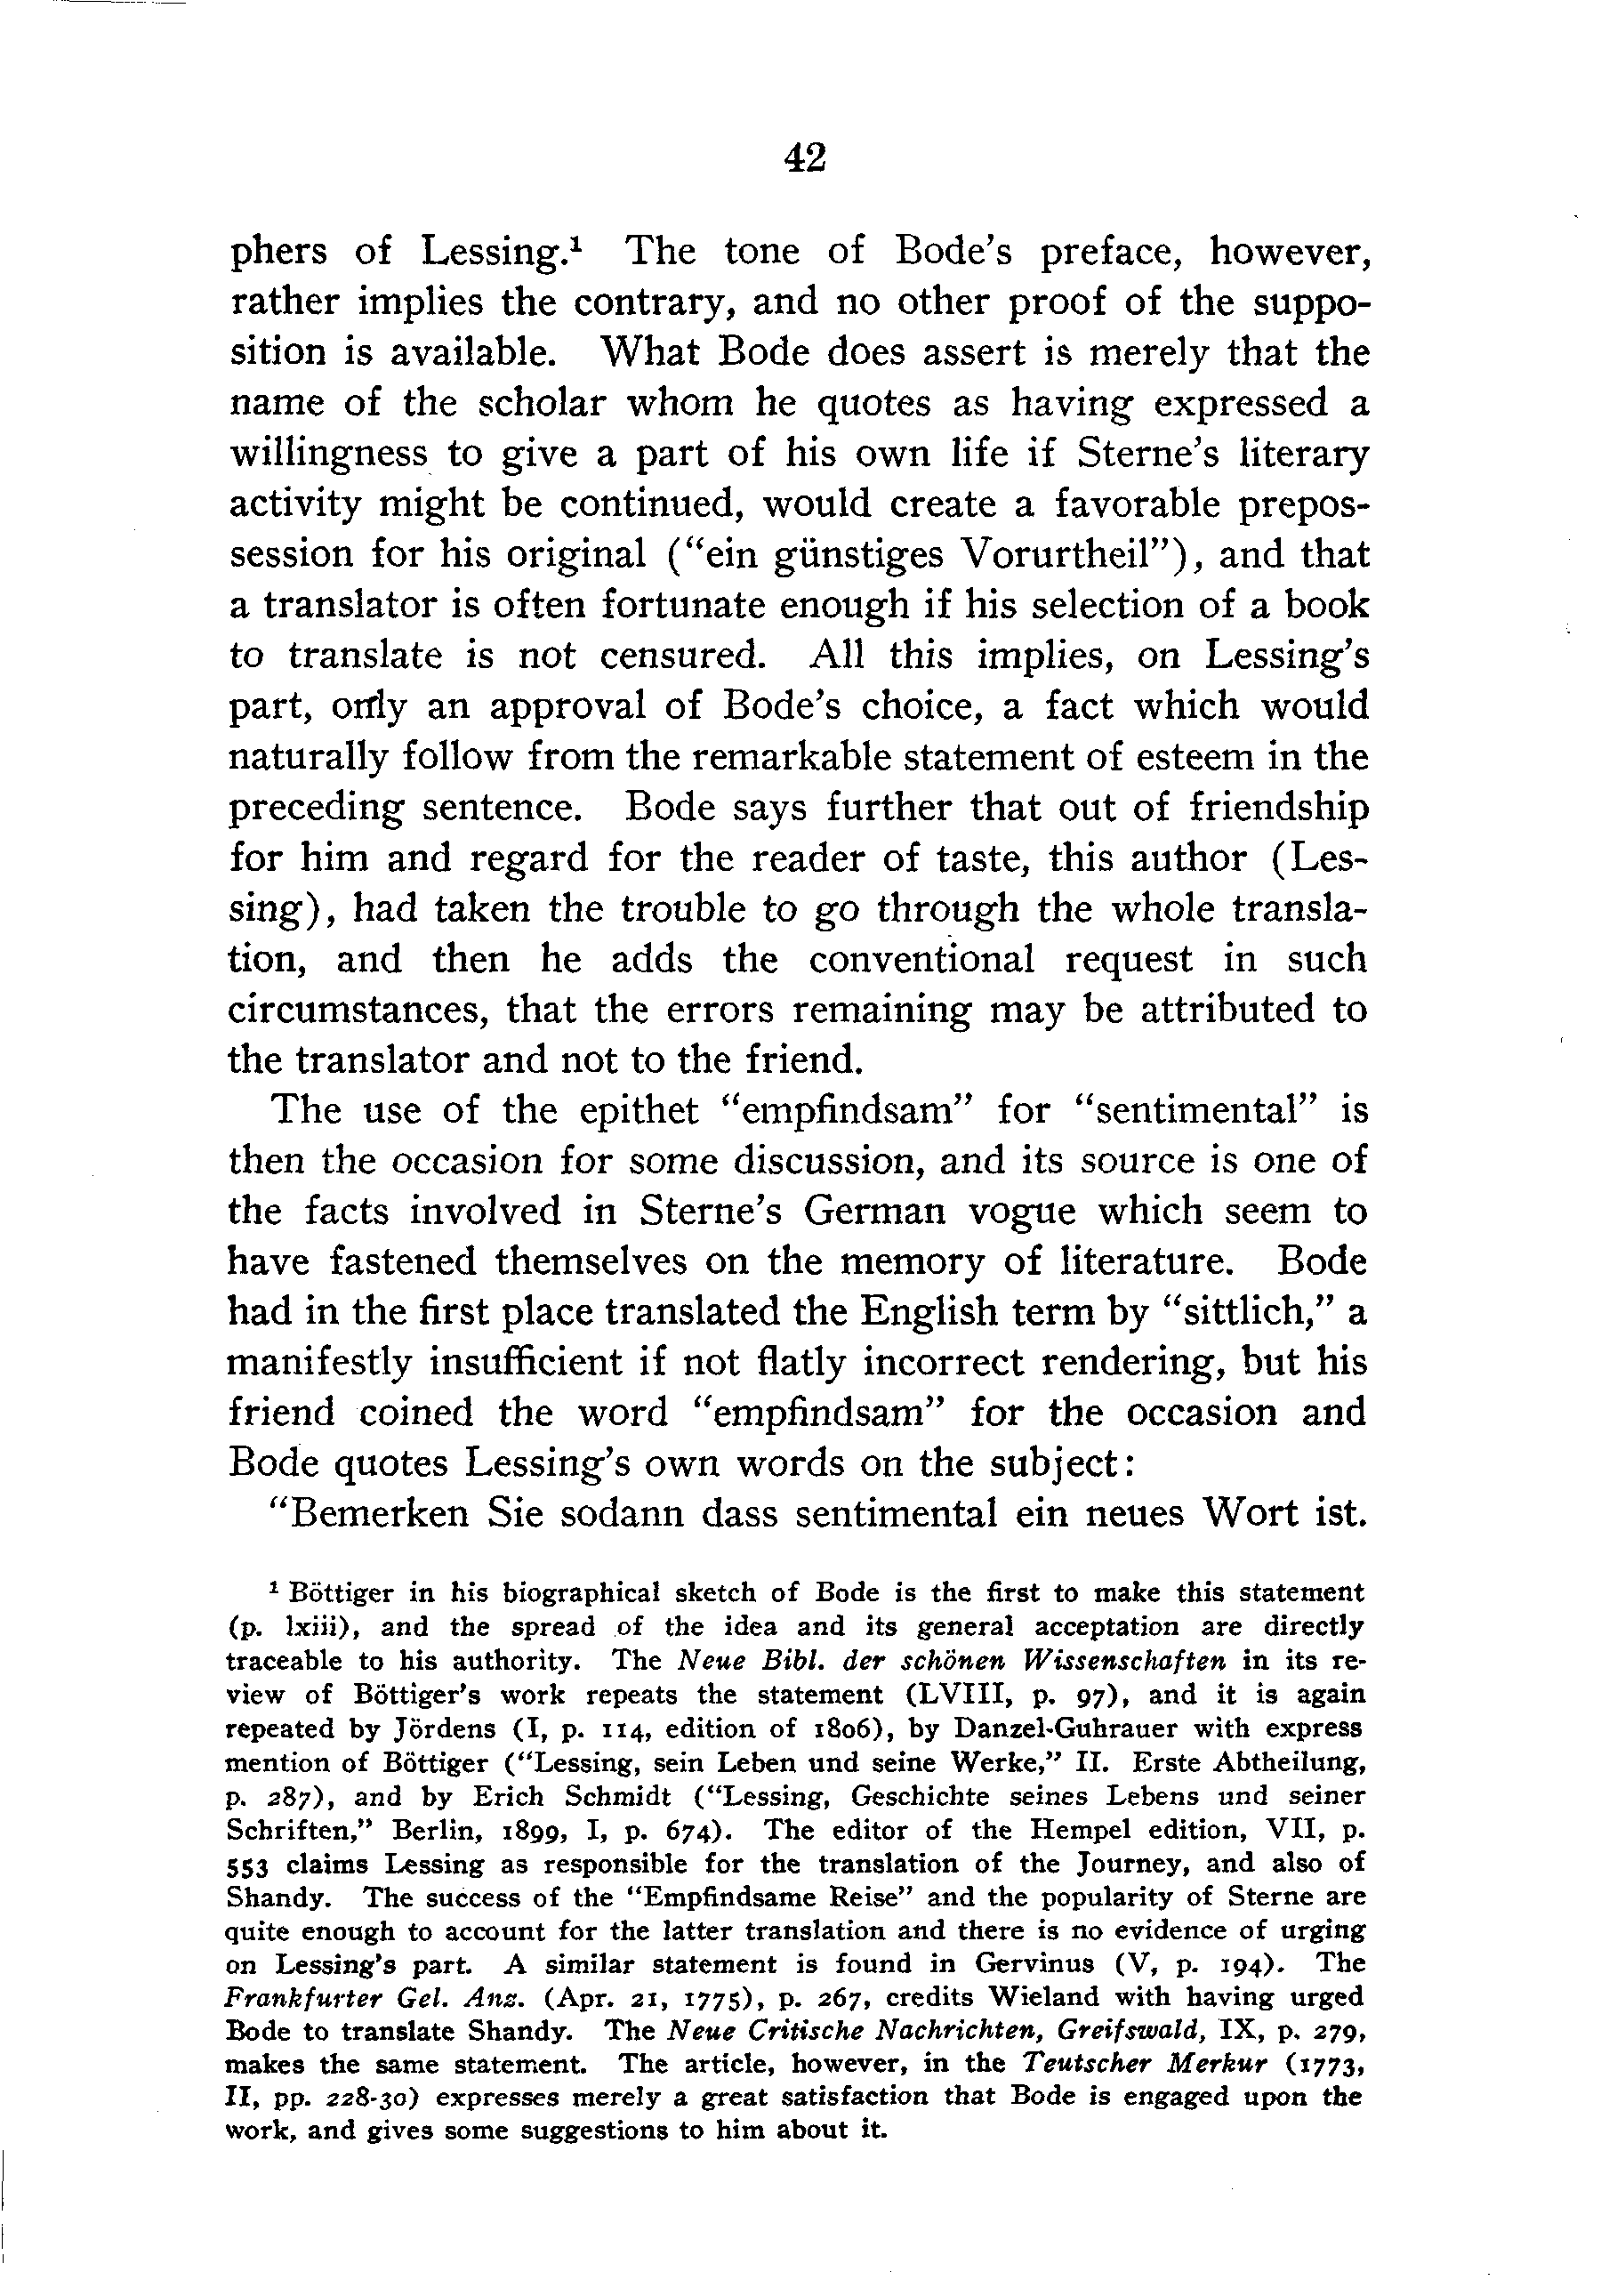 42
phers of Lessing.¹ The tone of Bode's preface, however,
rather implies the contrary, and no other proof of the suppo-
sition is available. What Bode does assert is merely that the
name of the scholar whom he quotes as having expressed a
willingness to give a part of his own life if Sterne's literary
activity might be continued, would create a favorable prepos-
session for his original ("ein günstiges Vorurtheil"), and that
a translator is often fortunate enough if his selection of a book
to translate is not censured. All this implies, on Lessing's
part, only an approval of Bode's choice, a fact which would
naturally follow from the remarkable statement of esteem in the
preceding sentence. Bode says further that out of friendship
for him and regard for the reader of taste, this author (Les-
sing), had taken the trouble to go through the whole transla-
tion, and then he adds the conventional request in such
circumstances, that the errors remaining may be attributed to
the translator and not to the friend.
The use of the epithet "empfindsam" for "sentimental" is
then the occasion for some discussion, and its source is one of
the facts involved in Sterne's German vogue which seem to
have fastened themselves on the memory of literature. Bode
had in the first place translated the English term by "sittlich," a
manifestly insufficient if not flatly incorrect rendering, but his
friend coined the word "empfindsam" for the occasion and
Bode quotes Lessing's own words on the subject:
"Bemerken Sie sodann dass sentimental ein neues Wort ist.
¹ Böttiger in his biographical sketch of Bode is the first to make this statement
(p. lxiii), and the spread of the idea and its general acceptation are directly
traceable to his authority. The Neue Bibl. der schönen Wissenschaften in its re-
view of Böttiger's work repeats the statement (LVIII, p. 97), and it is again
repeated by Jördens (I, p. 114, edition of 1806), by Danzel-Guhrauer with express
mention of Böttiger ("Lessing, sein Leben und seine Werke," II. Erste Abtheilung,
p. 287), and by Erich Schmidt ("Lessing, Geschichte seines Lebens und seiner
Schriften," Berlin, 1899, I, p. 674). The editor of the Hempel edition, VII, p.
553 claims Lessing as responsible for the translation of the Journey, and also of
Shandy. The success of the "Empfindsame Reise" and the popularity of Sterne are
quite enough to account for the latter translation and there is no evidence of urging
on Lessing's part. A similar statement is found in Gervinus (V, p. 194). The
Frankfurter Gel. Anz. (Apr. 21, 1775), p. 267, credits Wieland with having urged
Bode to translate Shandy. The Neue Critische Nachrichten, Greifswald, IX, p. 279,
makes the same statement. The article, however, in the Teutscher Merkur (1773,
II, pp. 228-30) expresses merely a great satisfaction that Bode is engaged upon the
work, and gives some suggestions to him about it.